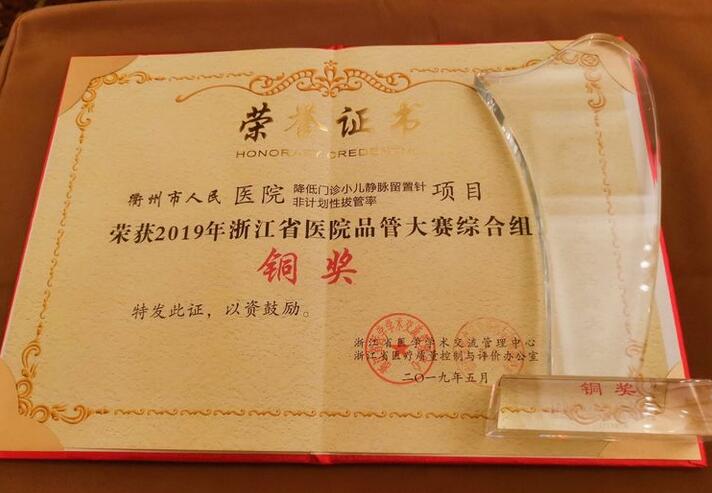 荣誉证书
HONORARY CREDENTIAL
衢州市人民 医院 降低门诊小儿静脉留置针 项目
非计划性拔管率
荣获2019年浙江省医院品管大赛综合组
铜奖
特发此证，以资鼓励。
浙江省医学学术交流管理中心
浙江省医疗质量控制与评价办公室
二〇一九年五月
铜奖